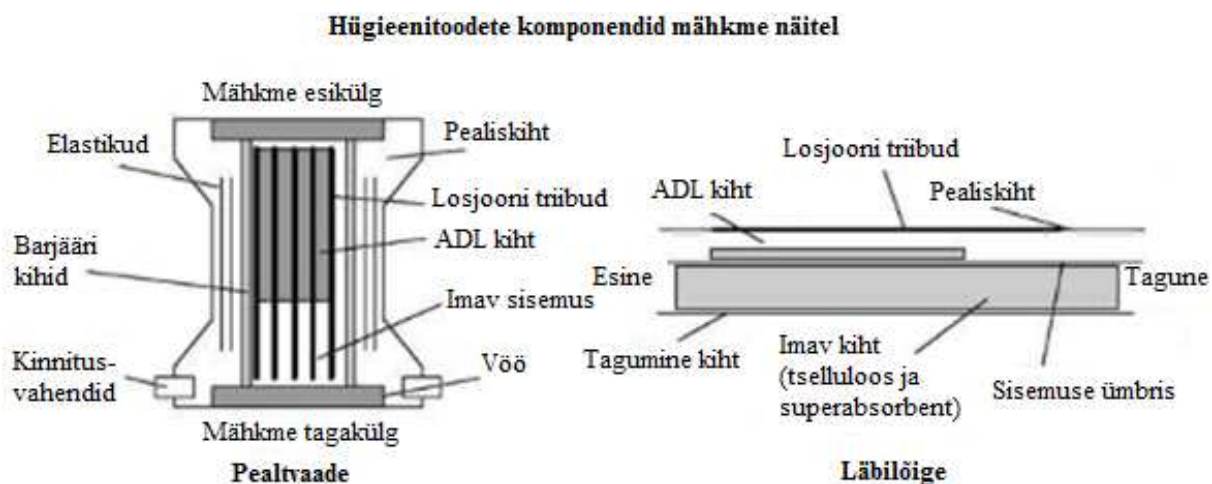 Hügieenitoodete komponendid mähkme näitel
Mähkme esikülg
Elastikud
Pealiskiht
Losjooni triibud
ADL kiht
Barjääri
kihid
Imav sisemus
Kinnitus-
vahendid
Vöö
Mähkme tagakülg
Pealtvaade
Losjooni triibud
ADL kiht
Pealiskiht
Esine
Tagune
Tagumine kiht
Imav kiht
(tselluloos ja
superabsorbent)
Sisemuse ümbris
Läbilõige